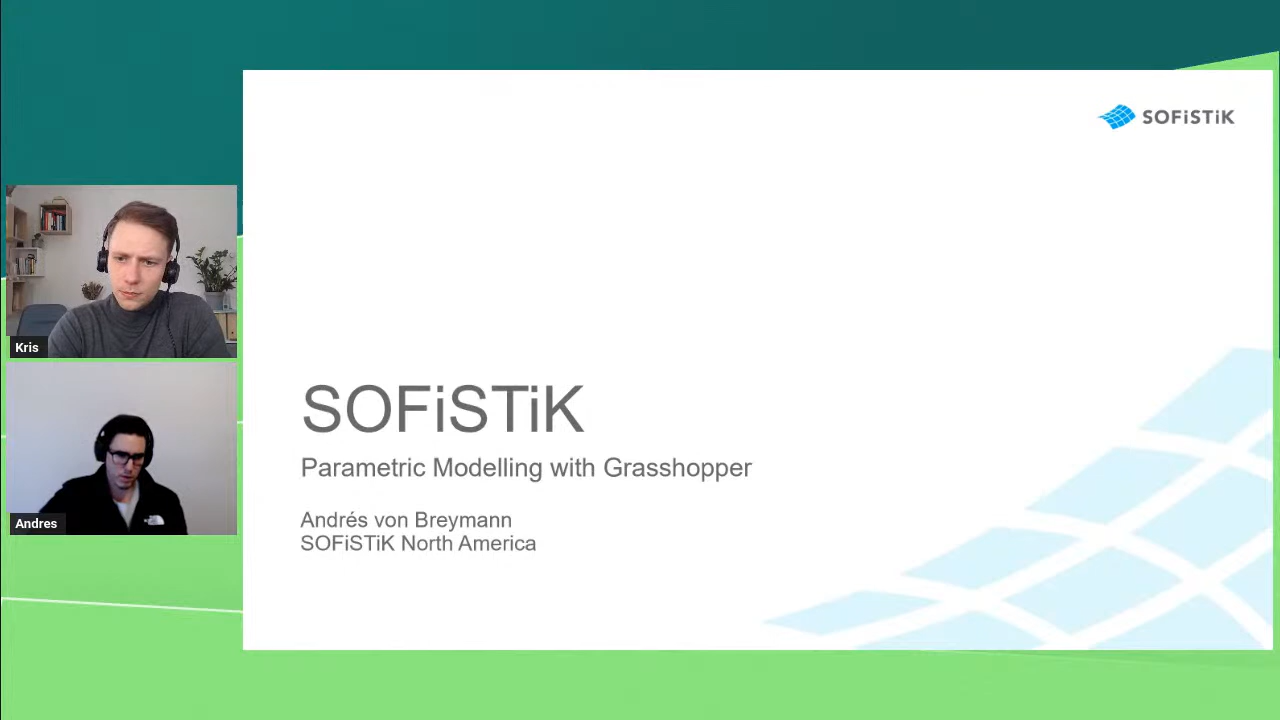 SOFiSTiK
Kris
SOFiSTiK
Parametric Modelling with Grasshopper
Andrés von Breymann
SOFiSTiK North America
Andres